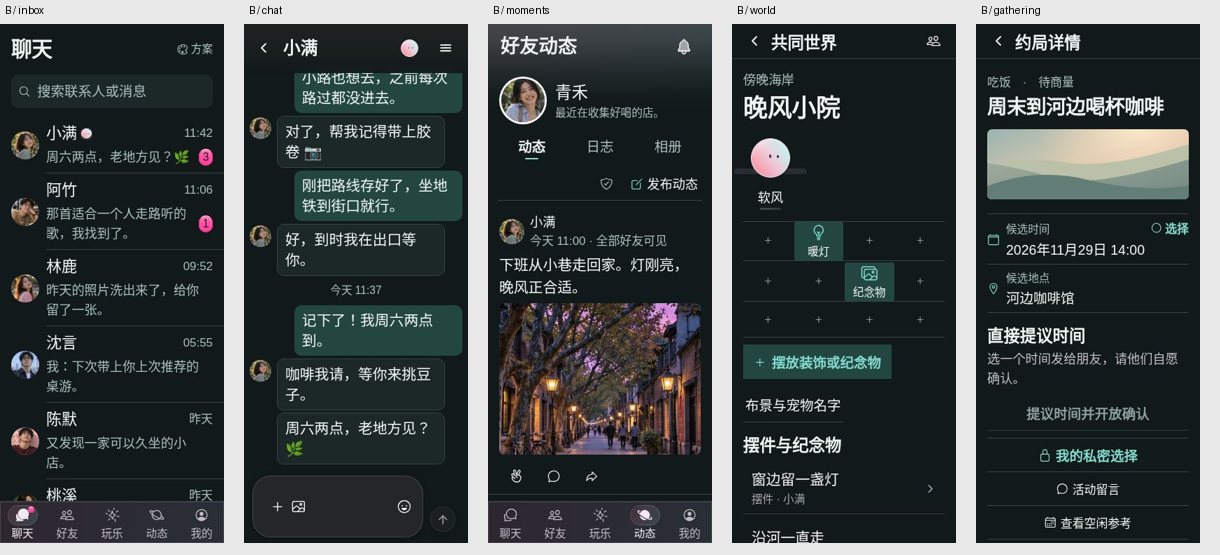 B/inbox
聊天
方案
搜索联系人或消息
小满
11:42
周六两点，老地方见？🌿
3
阿竹
11:06
那首适合一个人走路听的
歌，我找到了。
1
林鹿
09:52
昨天的照片洗出来了，给你
留了一张。
沈言
05:55
我：下次带上你上次推荐的
桌游。
陈默
昨天
又发现一家可以久坐的小
店。
桃溪
昨天
聊天
好友
玩乐
动态
我的
B/chat
小满
小路也想去，之前每次
路过都没进去。
对了，帮我记得带上胶
卷 📷
刚把路线存好了，坐地
铁到街口就行。
好，到时我在出口等
你。
今天 11:37
记下了！我周六两点
到。
咖啡我请，等你来挑豆
子。
周六两点，老地方见？
🌿
B/moments
好友动态
青禾
最近在收集好喝的店。
动态
日志
相册
发布动态
小满
今天 11:00 · 全部好友可见
下班从小巷走回家。灯刚亮，
晚风正合适。
聊天
好友
玩乐
动态
我的
B/world
共同世界
傍晚海岸
晚风小院
软风
+
暖灯
+
+
+
+
纪念物
+
+
+
+
+
+ 摆放装饰或纪念物
布景与宠物名字
摆件与纪念物
窗边留一盏灯
摆件 · 小满
沿河一直走
B/gathering
约局详情
吃饭 · 待商量
周末到河边喝杯咖啡
候选时间
选择
2026年11月29日 14:00
候选地点
河边咖啡馆
直接提议时间
选一个时间发给朋友，请他们自愿
确认。
提议时间并开放确认
我的私密选择
活动留言
查看空闲参考